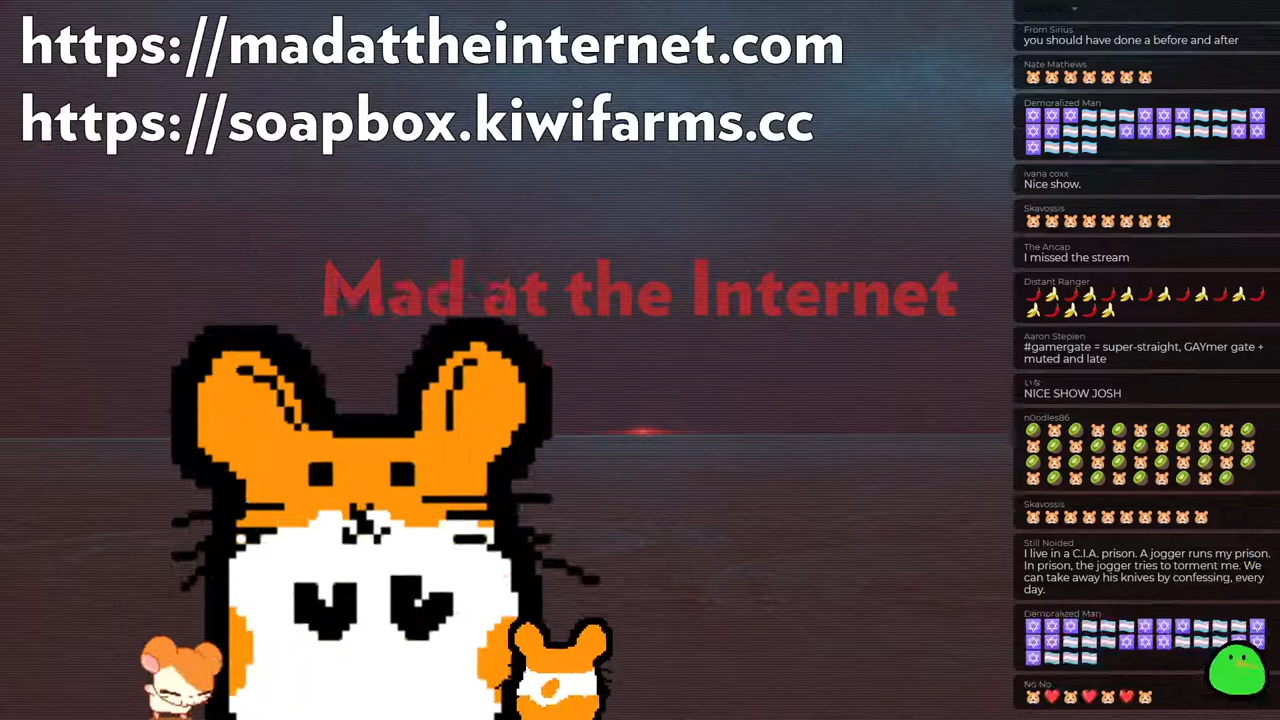 https://madattheinternet.com
https://soapbox.kiwifarms.cc
Mad at the Internet
From Sirius
you should have done a before and after
Nate Mathews
Demoralized Man
ivana coxx
Nice show.
Skavossis
The Ancap
I missed the stream
Distant Ranger
Aaron Stepien
#gamergate = super-straight, GAYmer gate +
muted and late
いな
NICE SHOW JOSH
n0odles86
Skavossis
Still Noided
I live in a C.I.A. prison. A jogger runs my prison.
In prison, the jogger tries to torment me. We
can take away his knives by confessing, every
day.
Demoralized Man
No No